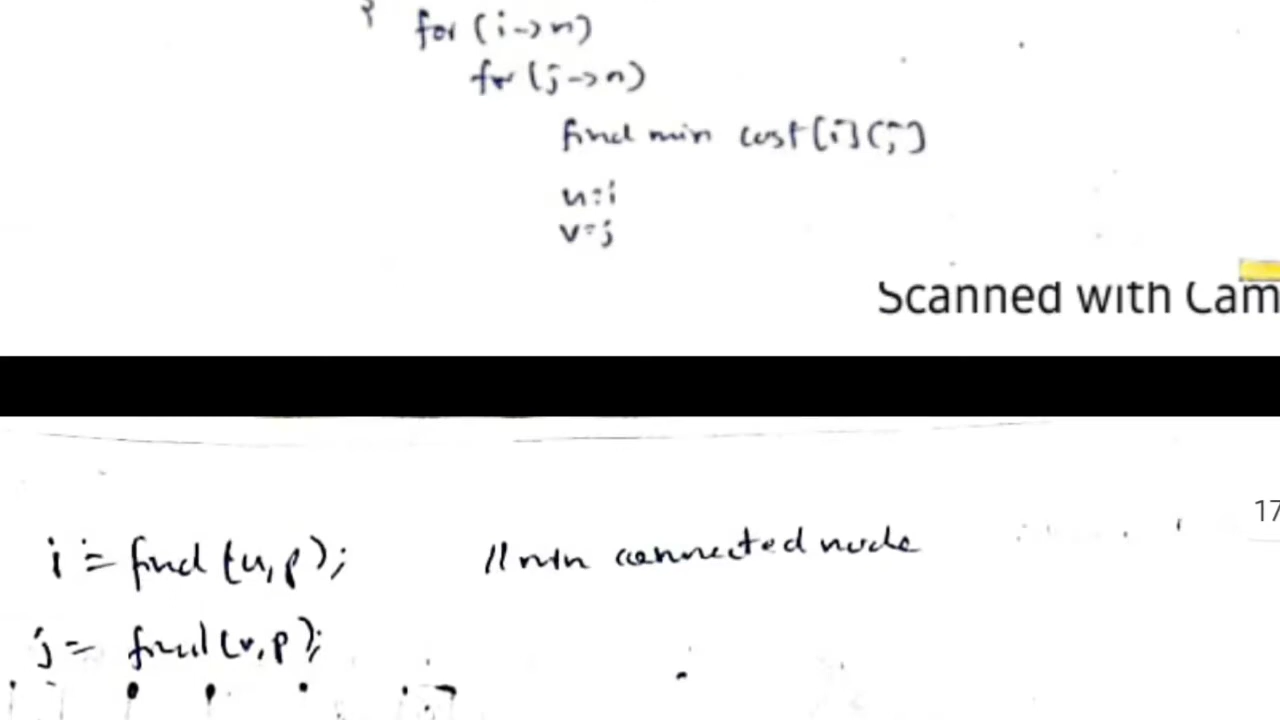 { for (i->n)
for (j->n)
find min cost[i][j]
u=i
v=j
Scanned with Cam
17
i = find (u,p); //min connected node
j = find(v,p);